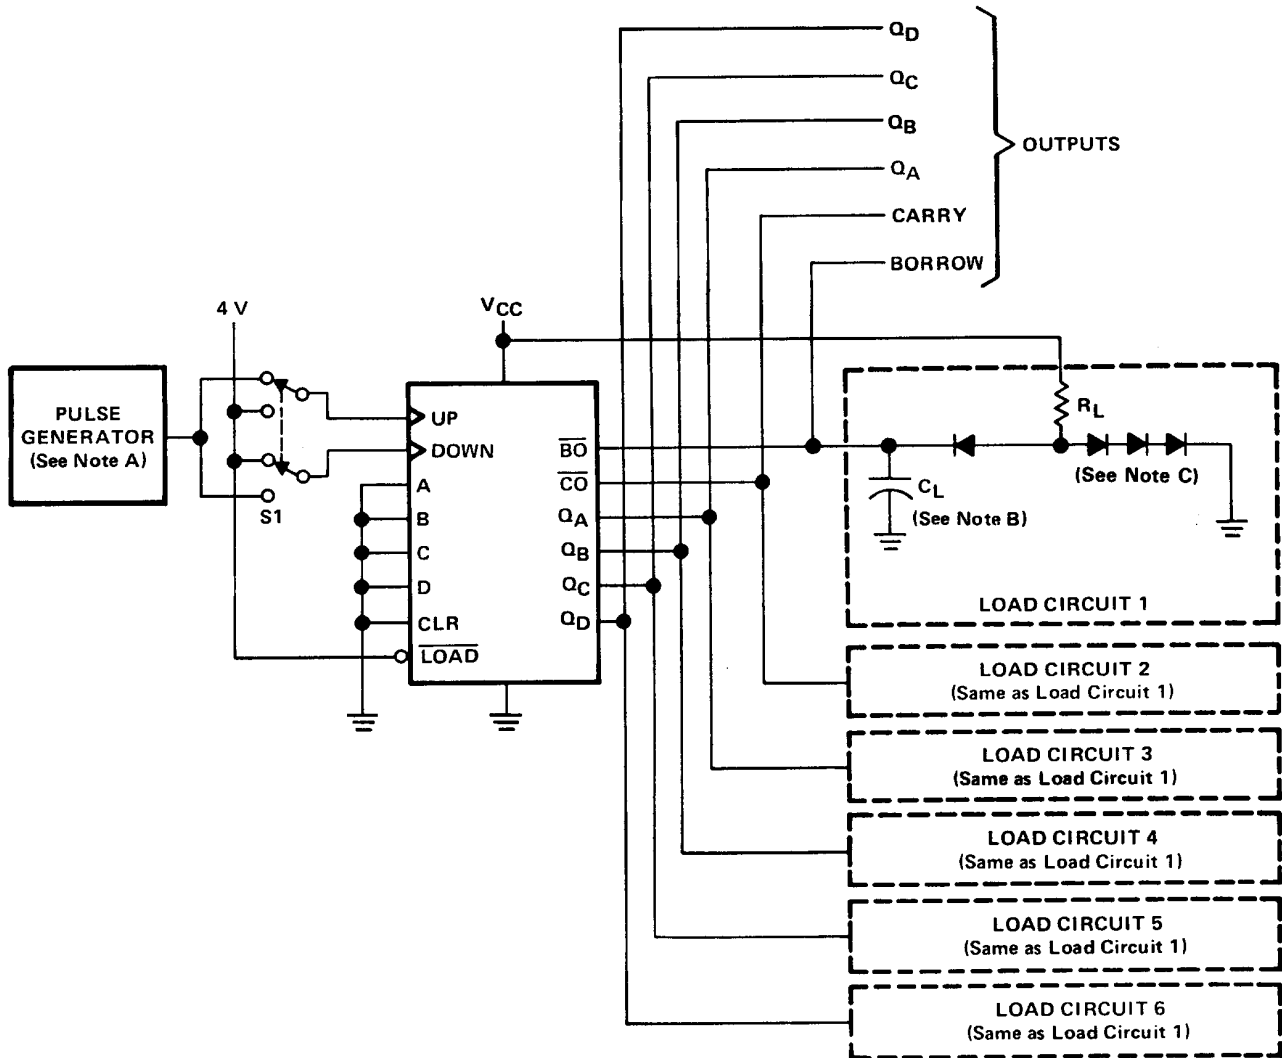 QD
QC
QB
QA
CARRY
BORROW
OUTPUTS
4 V
VCC
PULSE
GENERATOR
(See Note A)
S1
UP
DOWN
A
B
C
D
CLR
LOAD
BO
CO
QA
QB
QC
QD
RL
(See Note C)
CL
(See Note B)
LOAD CIRCUIT 1
LOAD CIRCUIT 2
(Same as Load Circuit 1)
LOAD CIRCUIT 3
(Same as Load Circuit 1)
LOAD CIRCUIT 4
(Same as Load Circuit 1)
LOAD CIRCUIT 5
(Same as Load Circuit 1)
LOAD CIRCUIT 6
(Same as Load Circuit 1)